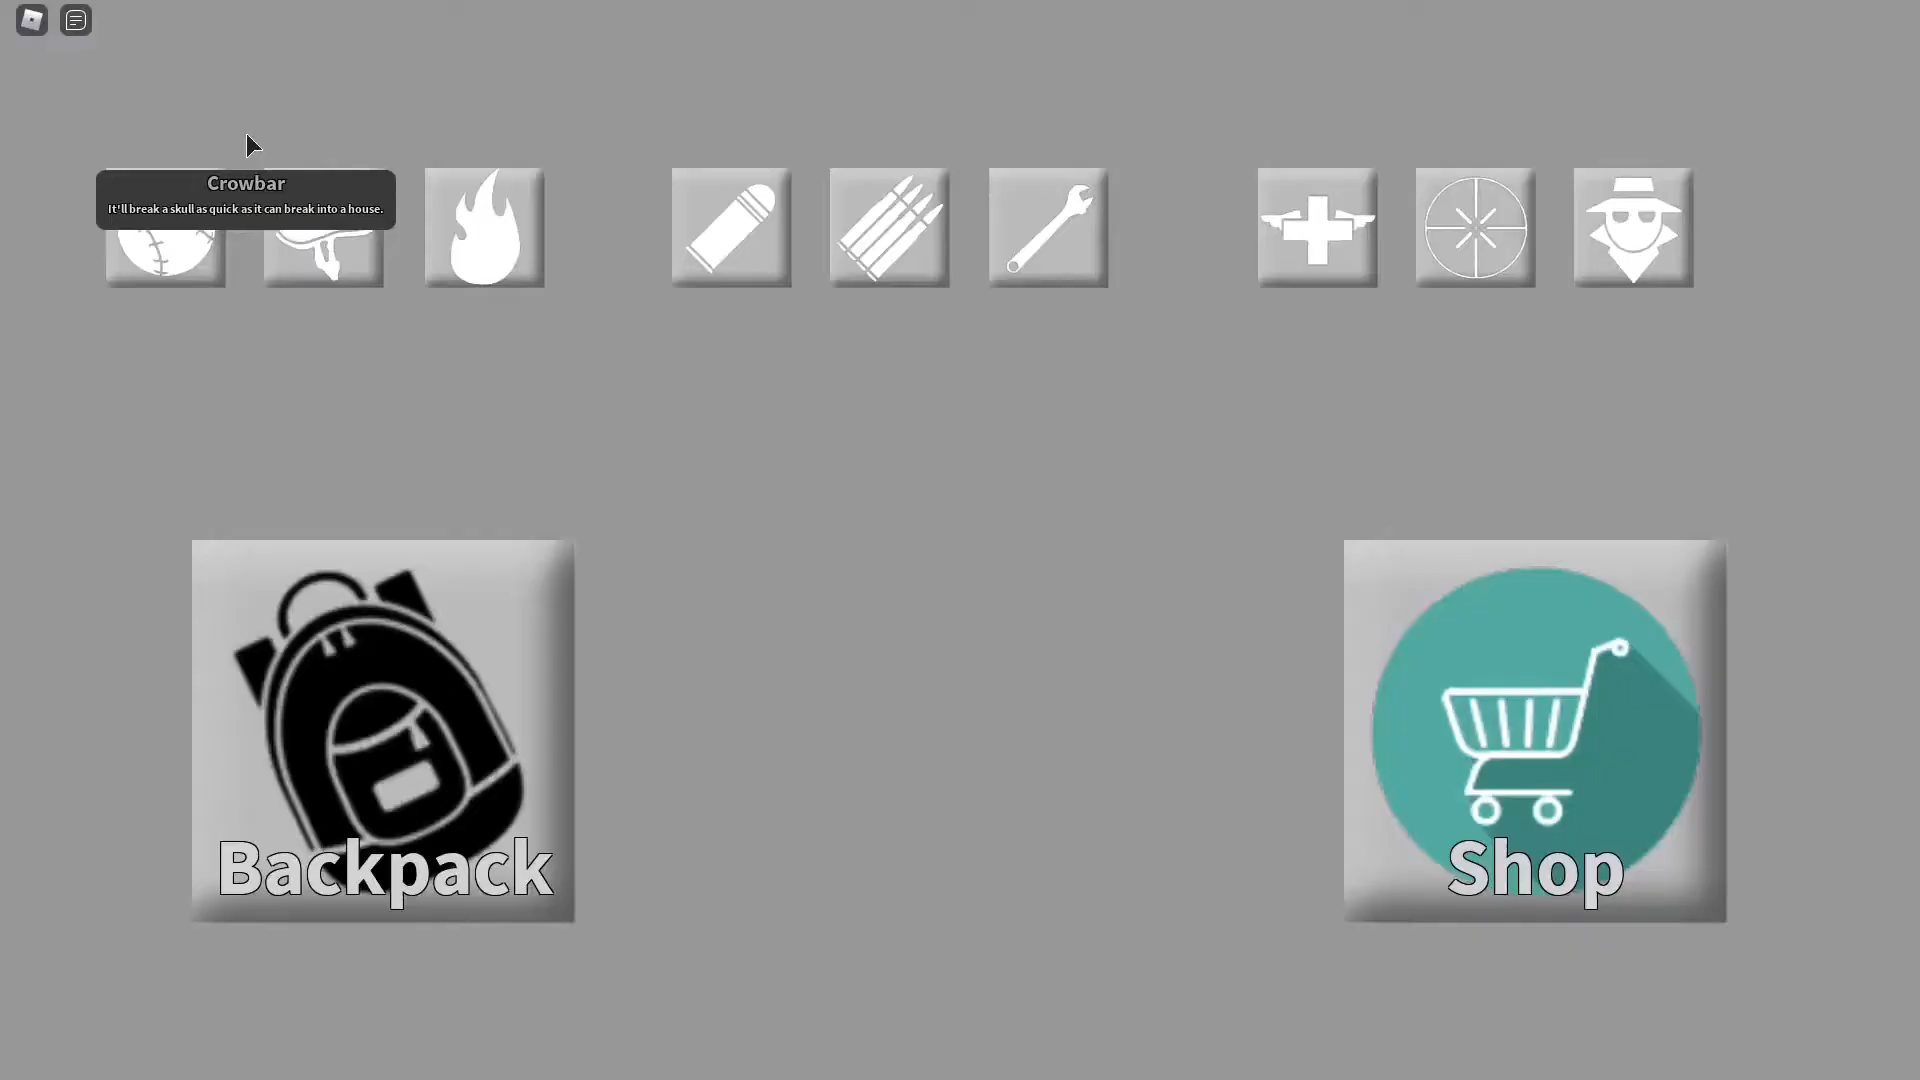 Crowbar
It'll break a skull as quick as it can break into a house.
Backpack
Shop